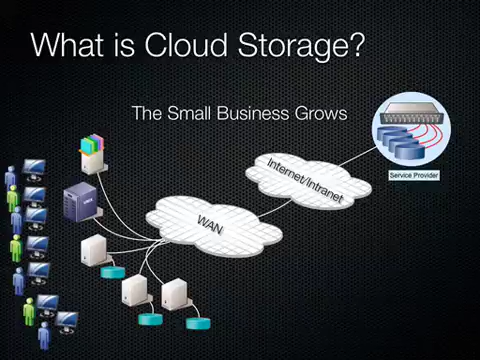 What is Cloud Storage?
The Small Business Grows
Internet/Intranet
Service Provider
WAN